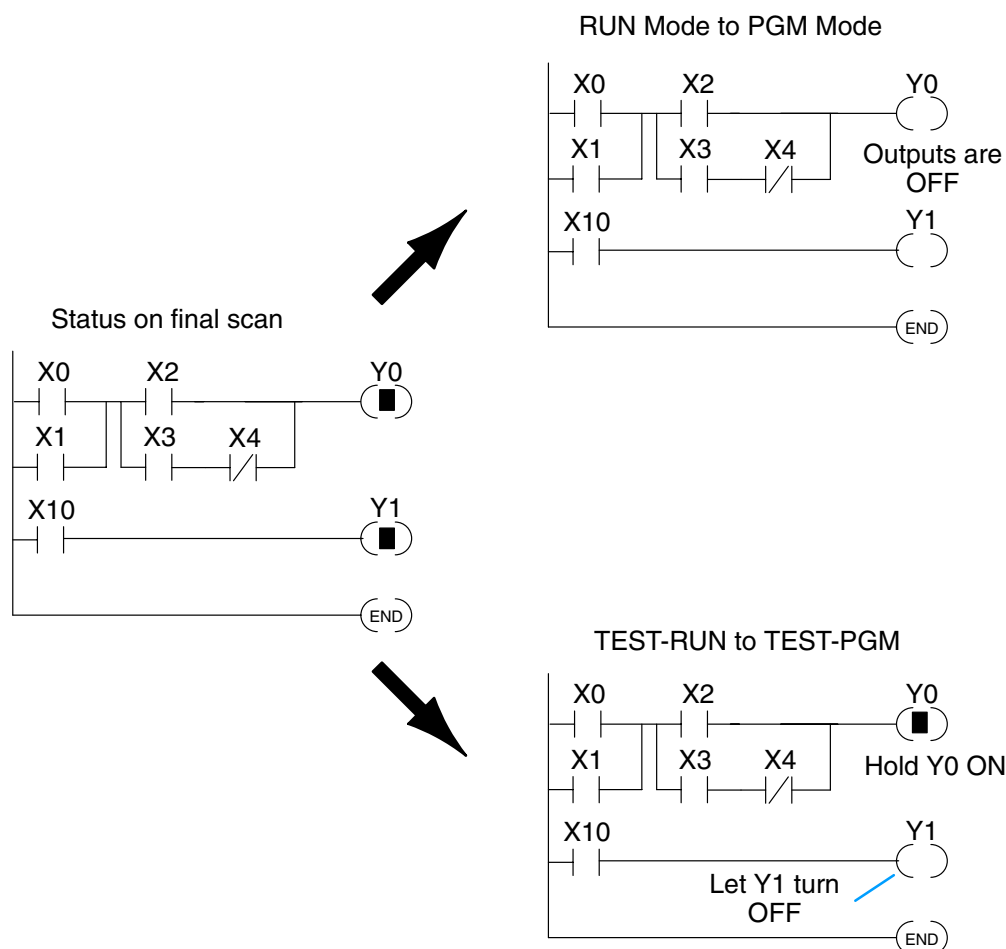 RUN Mode to PGM Mode
X0 X2 Y0
X1 X3 X4
Outputs are
OFF
X10 Y1
END
Status on final scan
X0 X2 Y0
X1 X3 X4
X10 Y1
END
TEST-RUN to TEST-PGM
X0 X2 Y0
X1 X3 X4
Hold Y0 ON
X10 Y1
Let Y1 turn
OFF
END